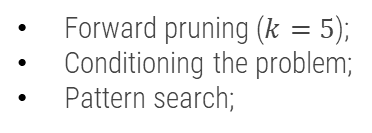 • Forward pruning (k = 5);
• Conditioning the problem;
• Pattern search;